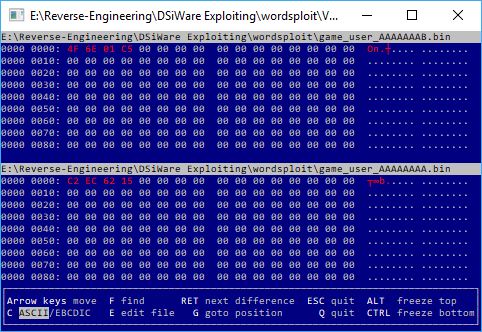 E:\Reverse-Engineering\DSiWare Exploiting\wordsploit\V...
E:\Reverse-Engineering\DSiWare Exploiting\wordsploit\game_user_AAAAAAAB.bin
0000 0000: 4F 6E 01 C5 00 00 00 00 00 00 00 00 00 00 00 00 On.┼.... ........
0000 0010: 00 00 00 00 00 00 00 00 00 00 00 00 00 00 00 00 ........ ........
0000 0020: 00 00 00 00 00 00 00 00 00 00 00 00 00 00 00 00 ........ ........
0000 0030: 00 00 00 00 00 00 00 00 00 00 00 00 00 00 00 00 ........ ........
0000 0040: 00 00 00 00 00 00 00 00 00 00 00 00 00 00 00 00 ........ ........
0000 0050: 00 00 00 00 00 00 00 00 00 00 00 00 00 00 00 00 ........ ........
0000 0060: 00 00 00 00 00 00 00 00 00 00 00 00 00 00 00 00 ........ ........
0000 0070: 00 00 00 00 00 00 00 00 00 00 00 00 00 00 00 00 ........ ........
0000 0080: 00 00 00 00 00 00 00 00 00 00 00 00 00 00 00 00 ........ ........
E:\Reverse-Engineering\DSiWare Exploiting\wordsploit\game_user_AAAAAAAA.bin
0000 0000: C2 EC 62 15 00 00 00 00 00 00 00 00 00 00 00 00 ┬∞b..... ........
0000 0010: 00 00 00 00 00 00 00 00 00 00 00 00 00 00 00 00 ........ ........
0000 0020: 00 00 00 00 00 00 00 00 00 00 00 00 00 00 00 00 ........ ........
0000 0030: 00 00 00 00 00 00 00 00 00 00 00 00 00 00 00 00 ........ ........
0000 0040: 00 00 00 00 00 00 00 00 00 00 00 00 00 00 00 00 ........ ........
0000 0050: 00 00 00 00 00 00 00 00 00 00 00 00 00 00 00 00 ........ ........
0000 0060: 00 00 00 00 00 00 00 00 00 00 00 00 00 00 00 00 ........ ........
0000 0070: 00 00 00 00 00 00 00 00 00 00 00 00 00 00 00 00 ........ ........
0000 0080: 00 00 00 00 00 00 00 00 00 00 00 00 00 00 00 00 ........ ........
Arrow keys move F find RET next difference ESC quit ALT freeze top
C ASCII/EBCDIC E edit file G goto position Q quit CTRL freeze bottom